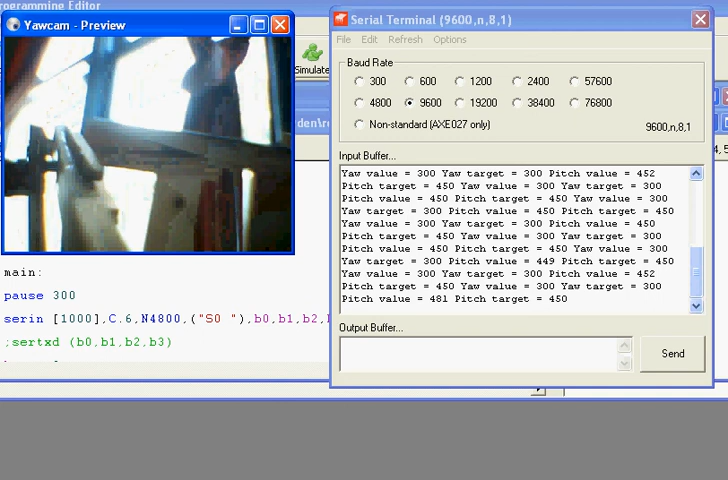 rogramming Editor
Yawcam - Preview
Serial Terminal (9600,n,8,1)
File Edit Refresh Options
Simulate
Baud Rate
300 600 1200 2400 57600
4800 9600 19200 38400 76800
Non-standard (AXE027 only)
9600,n,8,1
Input Buffer...
Yaw value = 300 Yaw target = 300 Pitch value = 452
Pitch target = 450 Yaw value = 300 Yaw target = 300
Pitch value = 450 Pitch target = 450 Yaw value = 300
Yaw target = 300 Pitch value = 450 Pitch target = 450
Yaw value = 300 Yaw target = 300 Pitch value = 450
Pitch target = 450 Yaw value = 300 Yaw target = 300
Pitch value = 450 Pitch target = 450 Yaw value = 300
Yaw target = 300 Pitch value = 449 Pitch target = 450
Yaw value = 300 Yaw target = 300 Pitch value = 452
Pitch target = 450 Yaw value = 300 Yaw target = 300
Pitch value = 481 Pitch target = 450
Output Buffer...
Send
main:
pause 300
serin [1000],C.6,N4800,("S0 "),b0,b1,b2,
;sertxd (b0,b1,b2,b3)